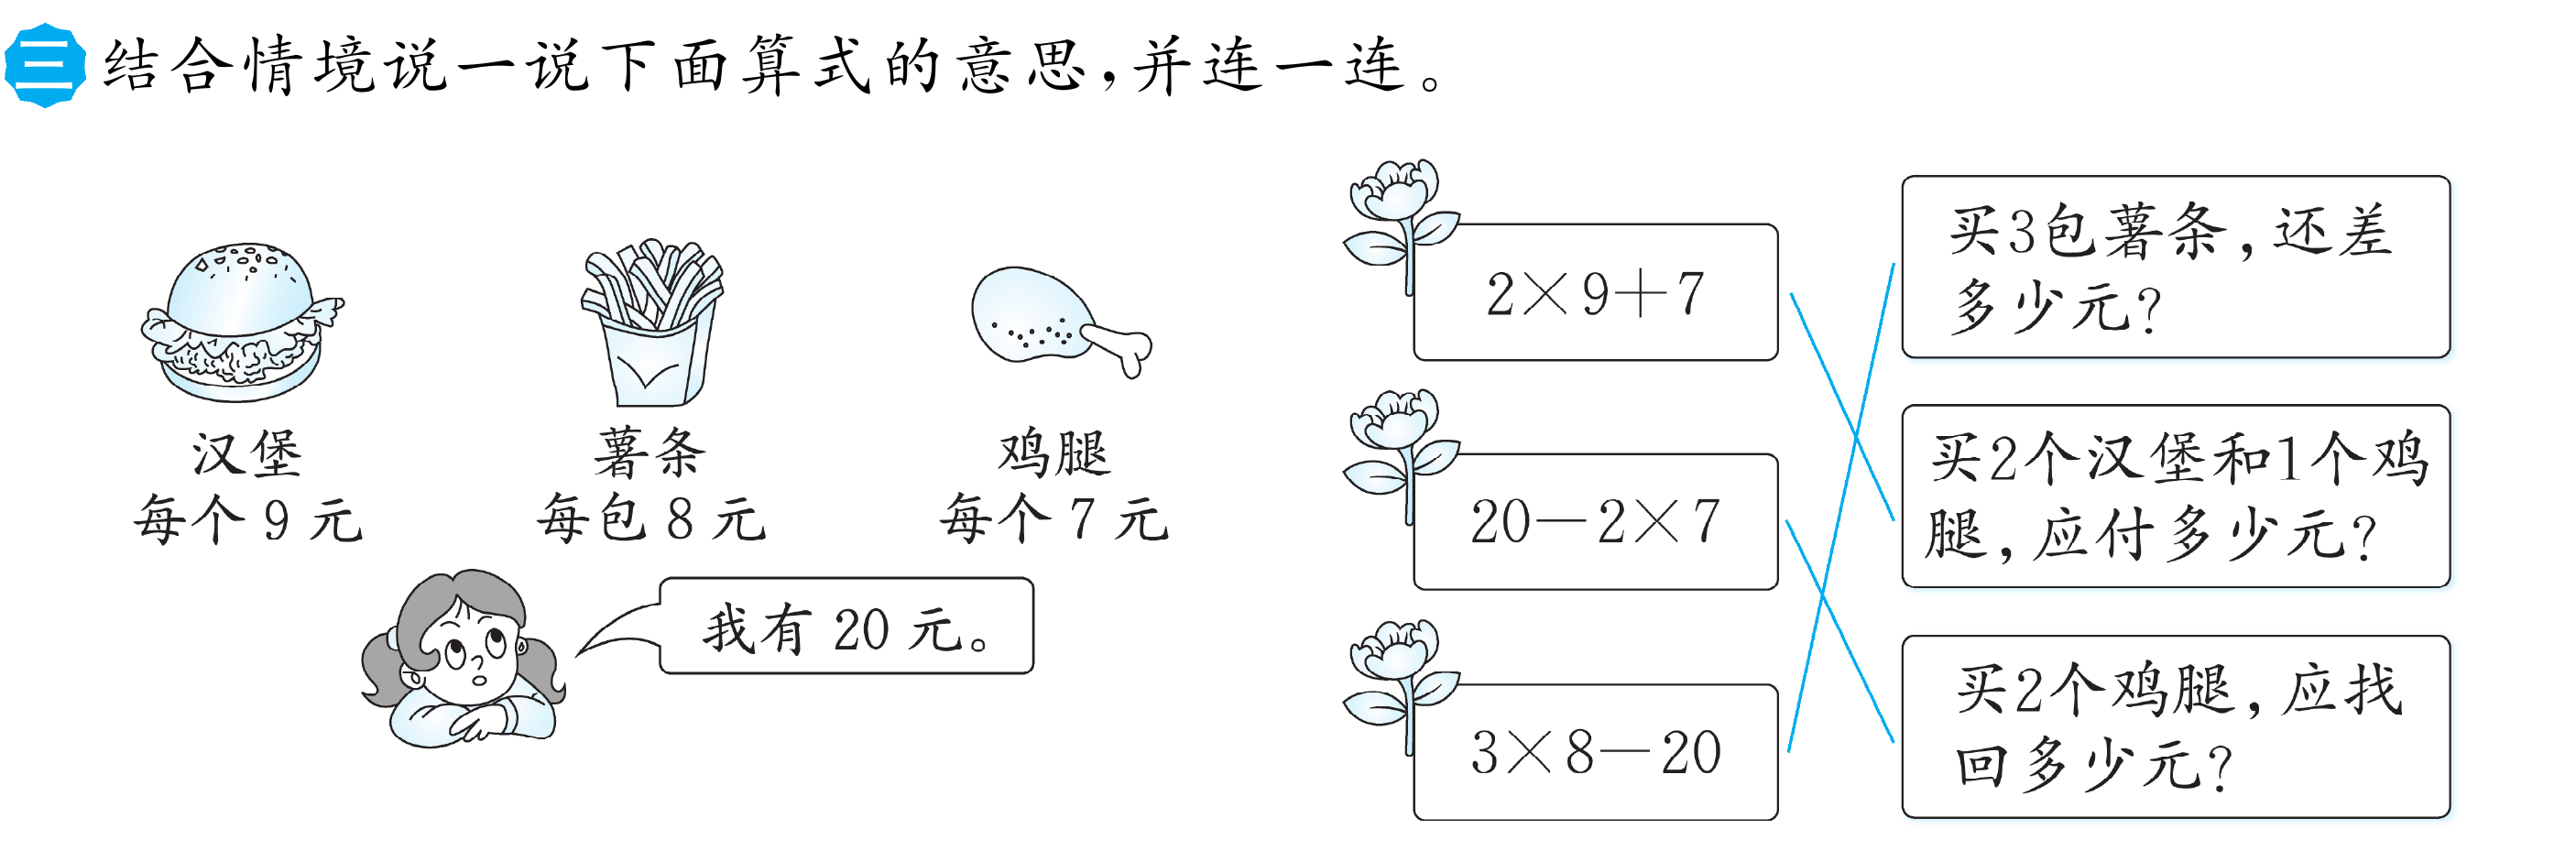 三 结合情境说一说下面算式的意思,并连一连。
汉堡
每个9元
薯条
每包8元
鸡腿
每个7元
我有20元。
2×9+7
20-2×7
3×8-20
买3包薯条,还差
多少元?
买2个汉堡和1个鸡
腿,应付多少元?
买2个鸡腿,应找
回多少元?